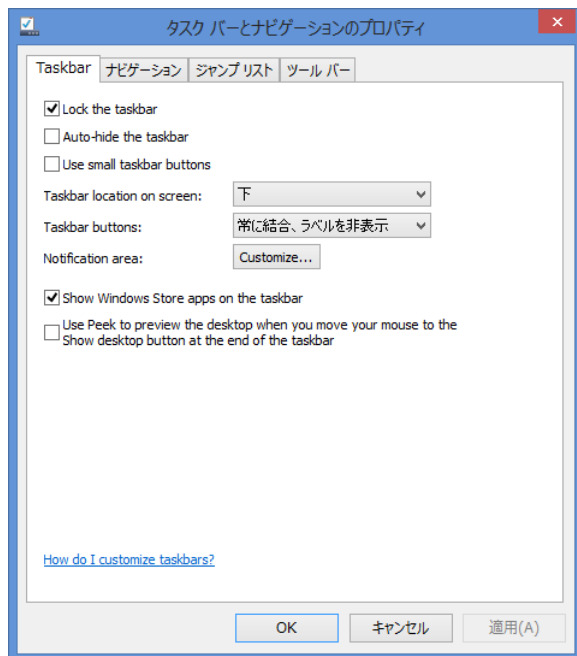 タスク バーとナビゲーションのプロパティ
Taskbar ナビゲーション ジャンプ リスト ツール バー
Lock the taskbar
Auto-hide the taskbar
Use small taskbar buttons
Taskbar location on screen: 下
Taskbar buttons: 常に結合、ラベルを非表示
Notification area: Customize...
Show Windows Store apps on the taskbar
Use Peek to preview the desktop when you move your mouse to the
Show desktop button at the end of the taskbar
How do I customize taskbars?
OK キャンセル 適用(A)